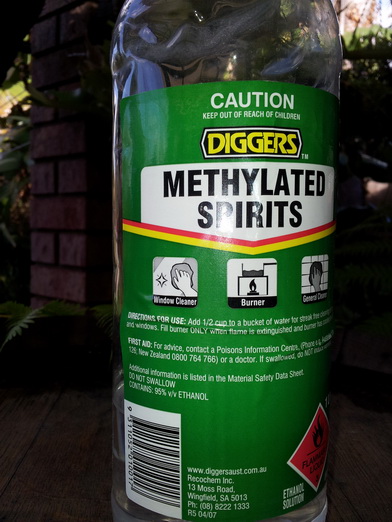 CAUTION
KEEP OUT OF REACH OF CHILDREN
DIGGERS TM
METHYLATED
SPIRITS
Window Cleaner
Burner
General
DIRECTIONS FOR USE: Add 1/2 cup to a bucket of water for streak free
and windows. Fill burner ONLY when flame is extinguished and burner has
FIRST AID: For advice, contact a Poisons Information Centre, (Phone
126; New Zealand 0800 764 766) or a doctor. If swallowed, do NOT
Additional information is listed in the Material Safety Data Sheet.
DO NOT SWALLOW
CONTAINS: 95% v/v ETHANOL
www.diggersaust.com.au
Recochem Inc.
13 Moss Road,
Wingfield, SA 5013
Ph: (08) 8222 1333
R5 04/07
ETHANOL
SOLUTION